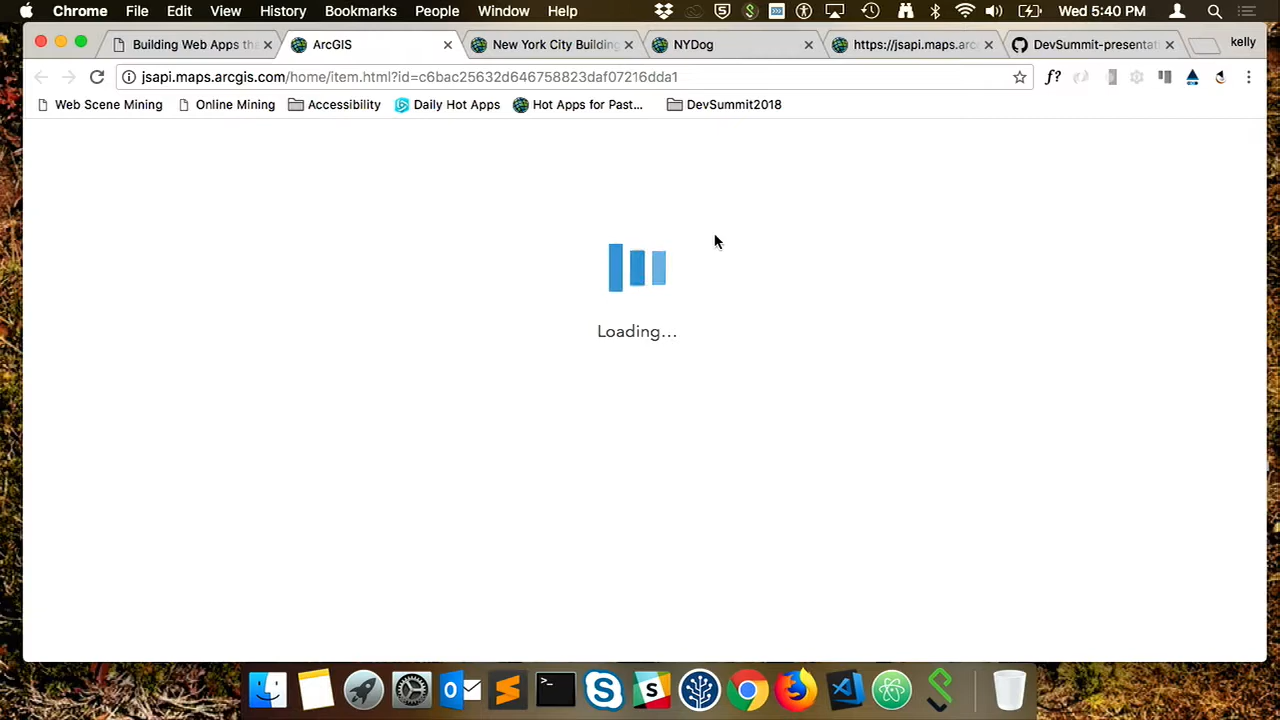 Chrome File Edit View History Bookmarks People Window Help Wed 5:40 PM
Building Web Apps tha ArcGIS New York City Building NYDog https://jsapi.maps.arc DevSummit-presentat kelly
jsapi.maps.arcgis.com/home/item.html?id=c6bac25632d646758823daf07216dda1 f?
Web Scene Mining Online Mining Accessibility Daily Hot Apps Hot Apps for Past... DevSummit2018
Loading...